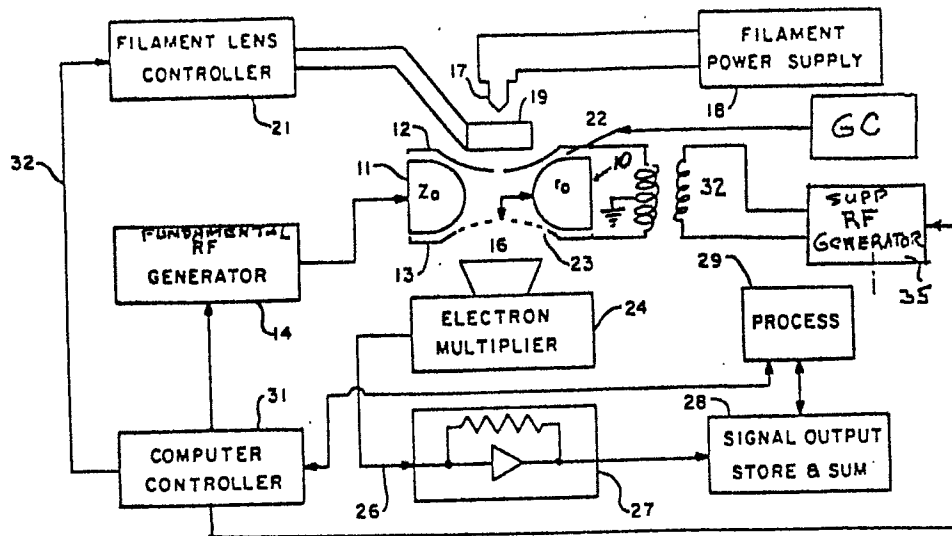 FILAMENT LENS
CONTROLLER
21
17
19
FILAMENT
POWER SUPPLY
18
GC
22
12
11
10
Zo
ro
32
32
SUPP
RF
GENERATOR
35
FUNDAMENTAL
RF
GENERATOR
14
13
16
23
29
PROCESS
ELECTRON
MULTIPLIER
24
31
COMPUTER
CONTROLLER
28
SIGNAL OUTPUT
STORE & SUM
26
27